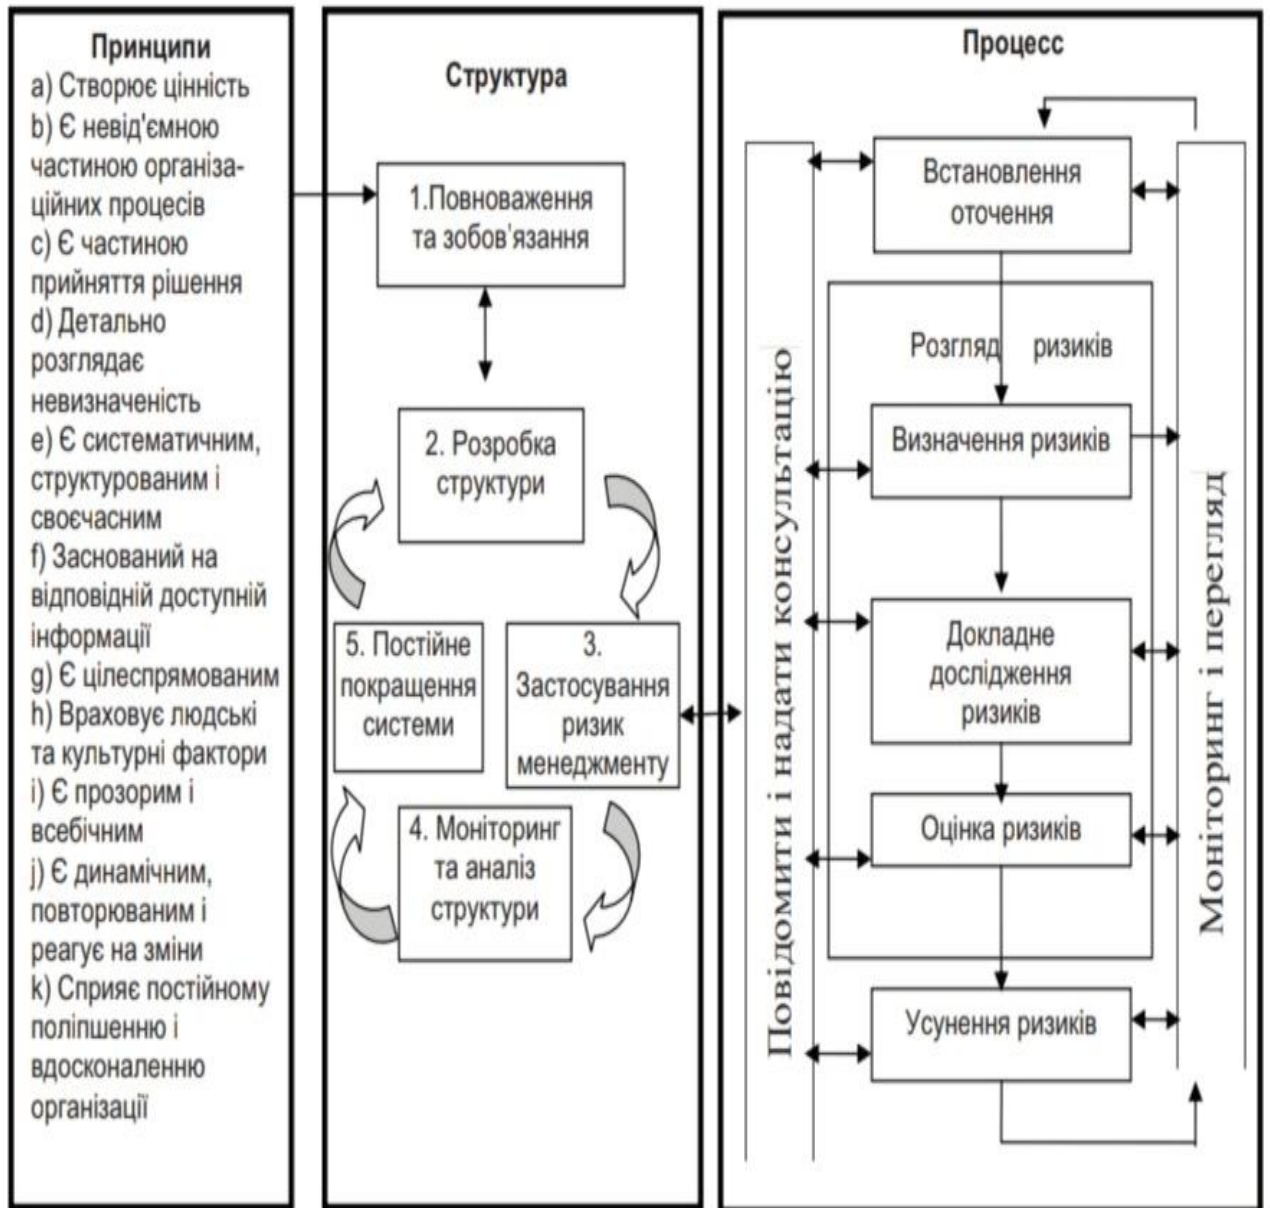 Принципи
a) Створює цінність
b) Є невід'ємною
частиною організа-
ційних процесів
c) Є частиною
прийняття рішення
d) Детально
розглядає
невизначеність
e) Є систематичним,
структурованим і
своєчасним
f) Заснований на
відповідній доступній
інформації
g) Є цілеспрямованим
h) Враховує людські
та культурні фактори
i) Є прозорим і
всебічним
j) Є динамічним,
повторюваним і
реагує на зміни
k) Сприяє постійному
поліпшенню і
вдосконаленню
організації
Структура
1.Повноваження
та зобов'язання
2. Розробка
структури
3.
Застосування
ризик
менеджменту
4. Моніторинг
та аналіз
структури
5. Постійне
покращення
системи
Процесс
Повідомити і надати консультацію
Встановлення
оточення
Розгляд ризиків
Визначення ризиків
Докладне
дослідження
ризиків
Оцінка ризиків
Усунення ризиків
Моніторинг і перегляд